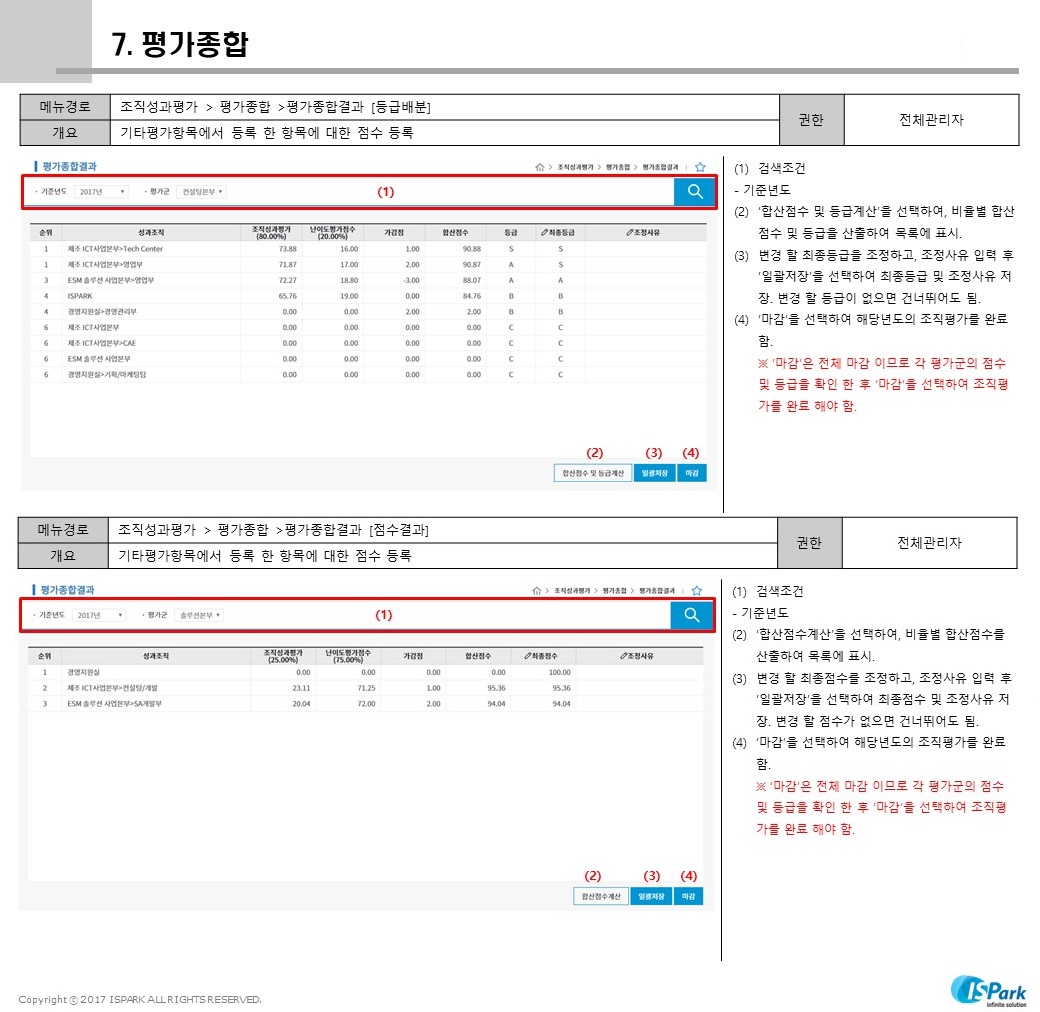 7. 평가종합
메뉴경로 조직성과평가 > 평가종합 >평가종합결과 [등급배분] 권한 전체관리자
개요 기타평가항목에서 등록 한 항목에 대한 점수 등록
평가종합결과 > 조직성과평가 > 평가종합 > 평가종합결과
· 기준년도 2017년 · 평가군 컨설팅본부 (1)
순위 성과조직 조직성과평가 (80.00%) 난이도평가점수 (20.00%) 가감점 합산점수 등급 최종등급 조정사유
1 제조 ICT사업본부>Tech Center 73.88 16.00 1.00 90.88 S S
1 제조 ICT사업본부>영업부 71.87 17.00 2.00 90.87 A S
3 ESM 솔루션 사업본부>영업부 72.27 18.80 -3.00 88.07 A A
4 ISPARK 65.76 19.00 0.00 84.76 B B
4 경영지원실>경영관리부 0.00 0.00 2.00 2.00 B B
6 제조 ICT사업본부 0.00 0.00 0.00 0.00 C C
6 제조 ICT사업본부>CAE 0.00 0.00 0.00 0.00 C C
6 ESM 솔루션 사업본부 0.00 0.00 0.00 0.00 C C
6 경영지원실>기획/마케팅팀 0.00 0.00 0.00 0.00 C C
(2) (3) (4)
합산점수 및 등급계산 일괄저장 마감
(1) 검색조건
- 기준년도
(2) '합산점수 및 등급계산'을 선택하여, 비율별 합산
점수 및 등급을 산출하여 목록에 표시.
(3) 변경 할 최종등급을 조정하고, 조정사유 입력 후
'일괄저장'을 선택하여 최종등급 및 조정사유 저
장. 변경 할 등급이 없으면 건너뛰어도 됨.
(4) '마감'을 선택하여 해당년도의 조직평가를 완료
함.
※ '마감'은 전체 마감 이므로 각 평가군의 점수
및 등급을 확인 한 후 '마감'을 선택하여 조직평
가를 완료 해야 함.
메뉴경로 조직성과평가 > 평가종합 >평가종합결과 [점수결과] 권한 전체관리자
개요 기타평가항목에서 등록 한 항목에 대한 점수 등록
평가종합결과 > 조직성과평가 > 평가종합 > 평가종합결과
· 기준년도 2017년 · 평가군 솔루션본부 (1)
순위 성과조직 조직성과평가 (25.00%) 난이도평가점수 (75.00%) 가감점 합산점수 최종점수 조정사유
1 경영지원실 0.00 0.00 0.00 0.00 100.00
2 제조 ICT사업본부>컨설팅/개발 23.11 71.25 1.00 95.36 95.36
3 ESM 솔루션 사업본부>SA개발부 20.04 72.00 2.00 94.04 94.04
(2) (3) (4)
합산점수계산 일괄저장 마감
(1) 검색조건
- 기준년도
(2) '합산점수계산'을 선택하여, 비율별 합산점수를
산출하여 목록에 표시.
(3) 변경 할 최종점수를 조정하고, 조정사유 입력 후
'일괄저장'을 선택하여 최종점수 및 조정사유 저
장. 변경 할 점수가 없으면 건너뛰어도 됨.
(4) '마감'을 선택하여 해당년도의 조직평가를 완료
함.
※ '마감'은 전체 마감 이므로 각 평가군의 점수
및 등급을 확인 한 후 '마감'을 선택하여 조직평
가를 완료 해야 함.
Copyright ⓒ 2017 ISPARK ALL RIGHTS RESERVED.
ISPark
infinite solution